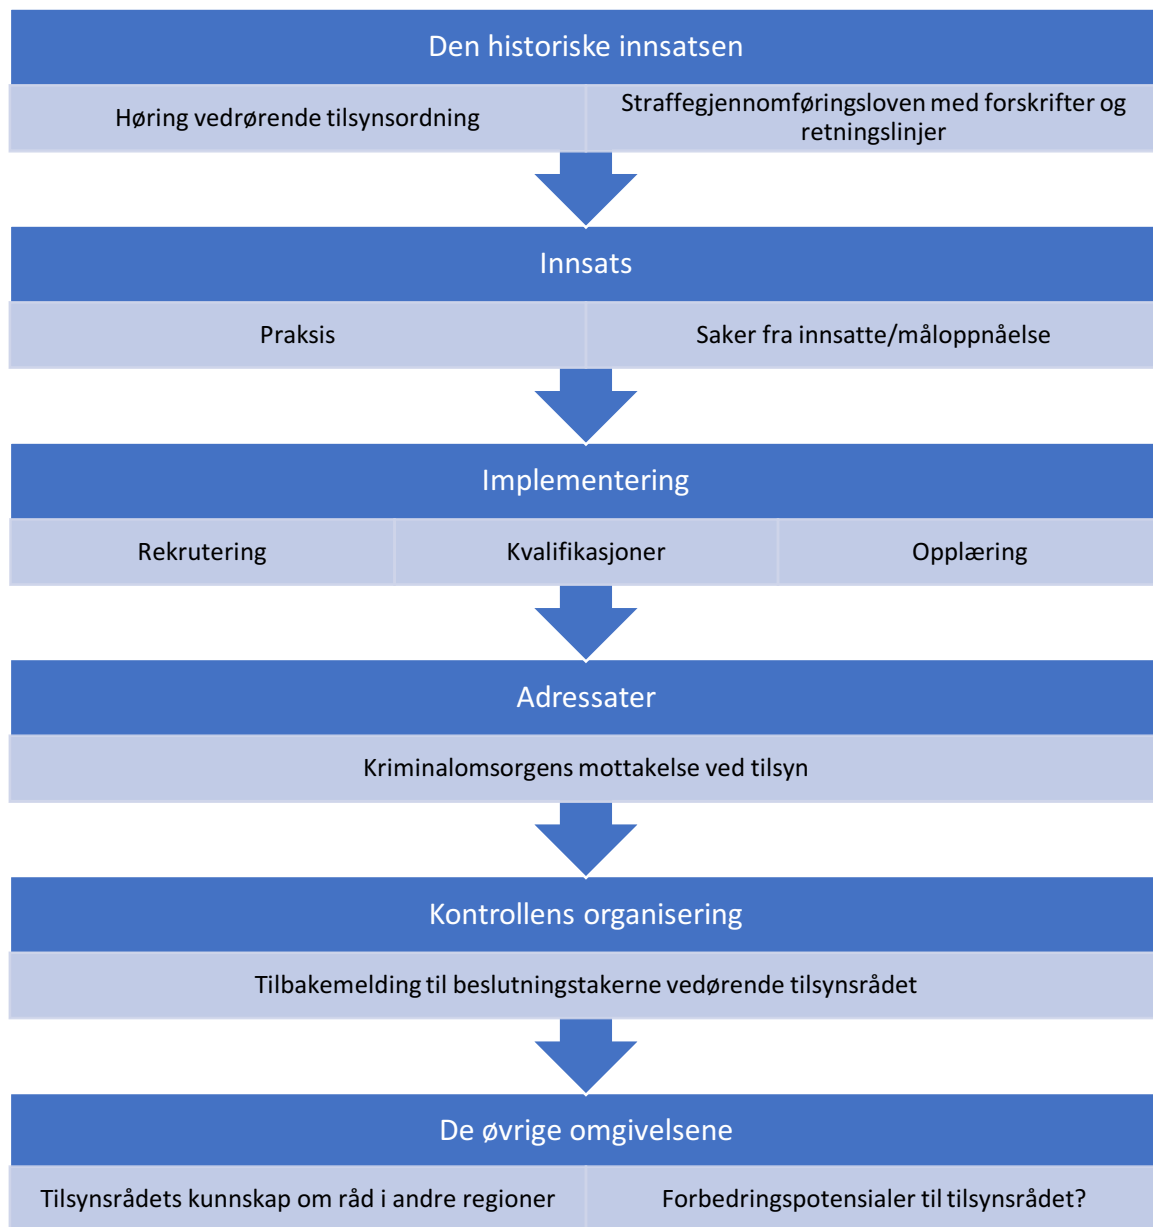 Den historiske innsatsen
Høring vedrørende tilsynsordning
Straffegjennomføringsloven med forskrifter og
retningslinjer
Innsats
Praksis
Saker fra innsatte/måloppnåelse
Implementering
Rekrutering
Kvalifikasjoner
Opplæring
Adressater
Kriminalomsorgens mottakelse ved tilsyn
Kontrollens organisering
Tilbakemelding til beslutningstakerne vedørende tilsynsrådet
De øvrige omgivelsene
Tilsynsrådets kunnskap om råd i andre regioner
Forbedringspotensialer til tilsynsrådet?